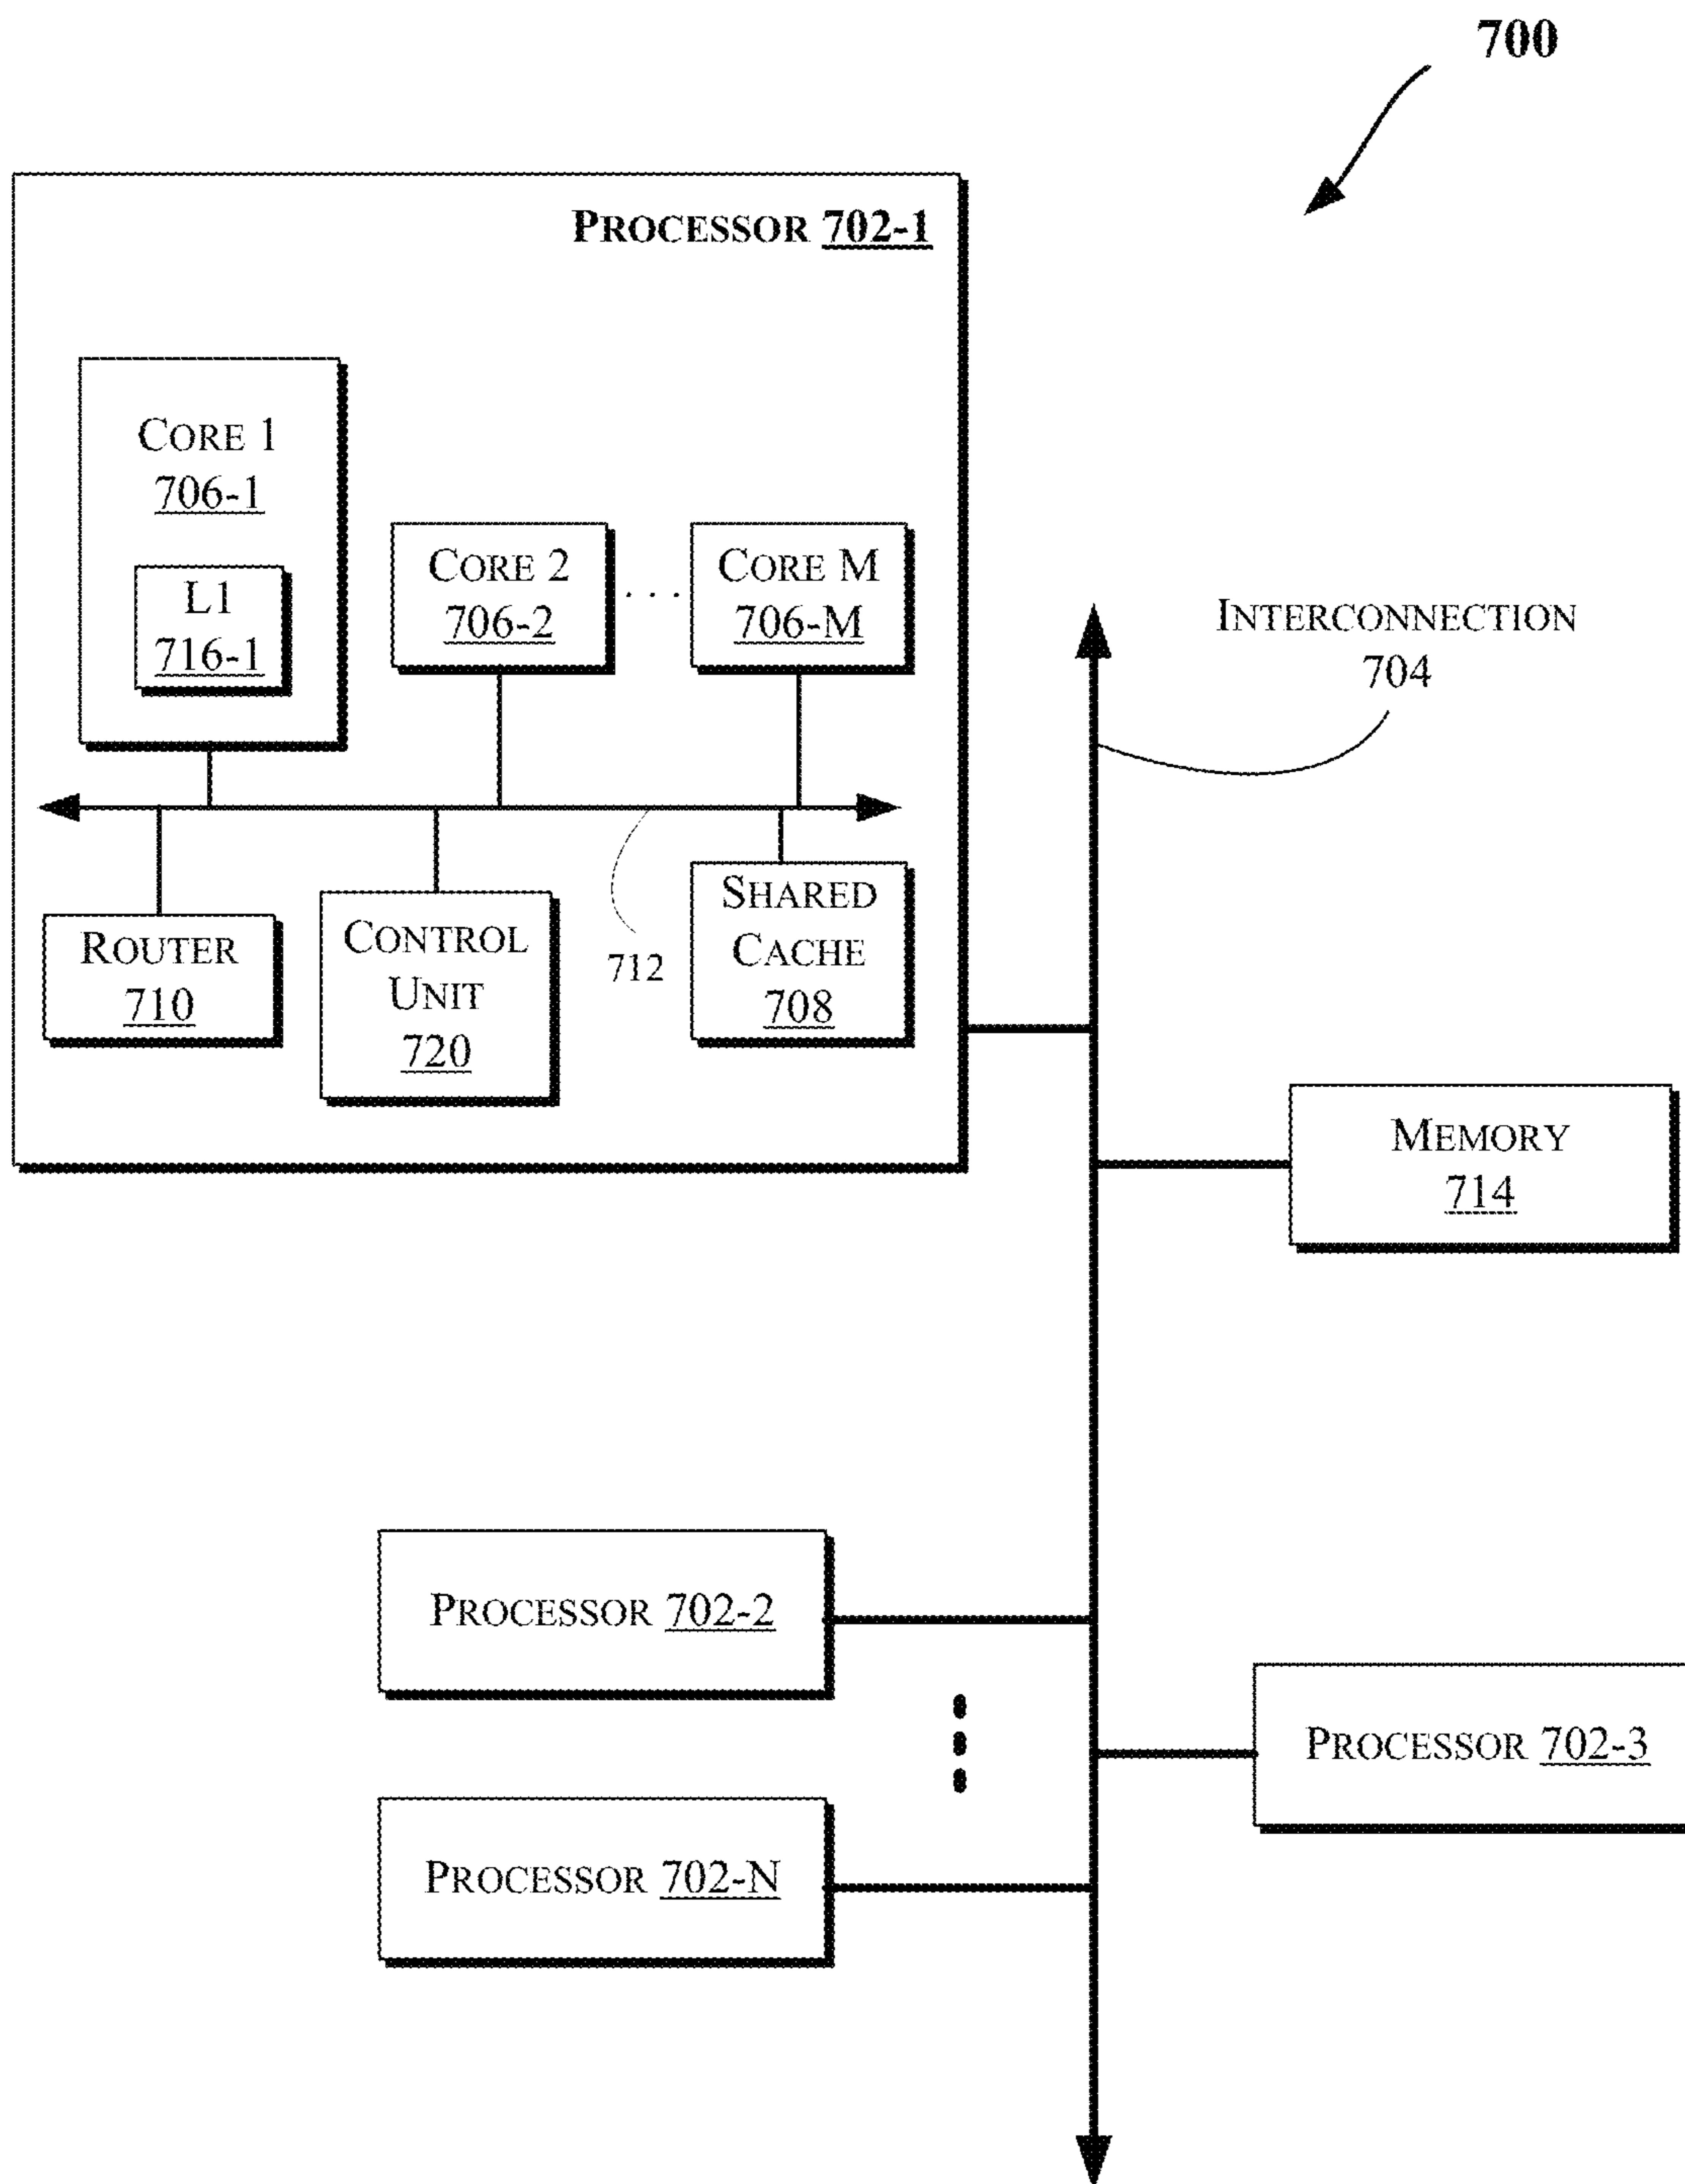 700
PROCESSOR 702-1
CORE 1
706-1
L1
716-1
CORE 2
706-2
. . .
CORE M
706-M
INTERCONNECTION
704
ROUTER
710
CONTROL
UNIT
720
712
SHARED
CACHE
708
MEMORY
714
PROCESSOR 702-2
PROCESSOR 702-3
PROCESSOR 702-N